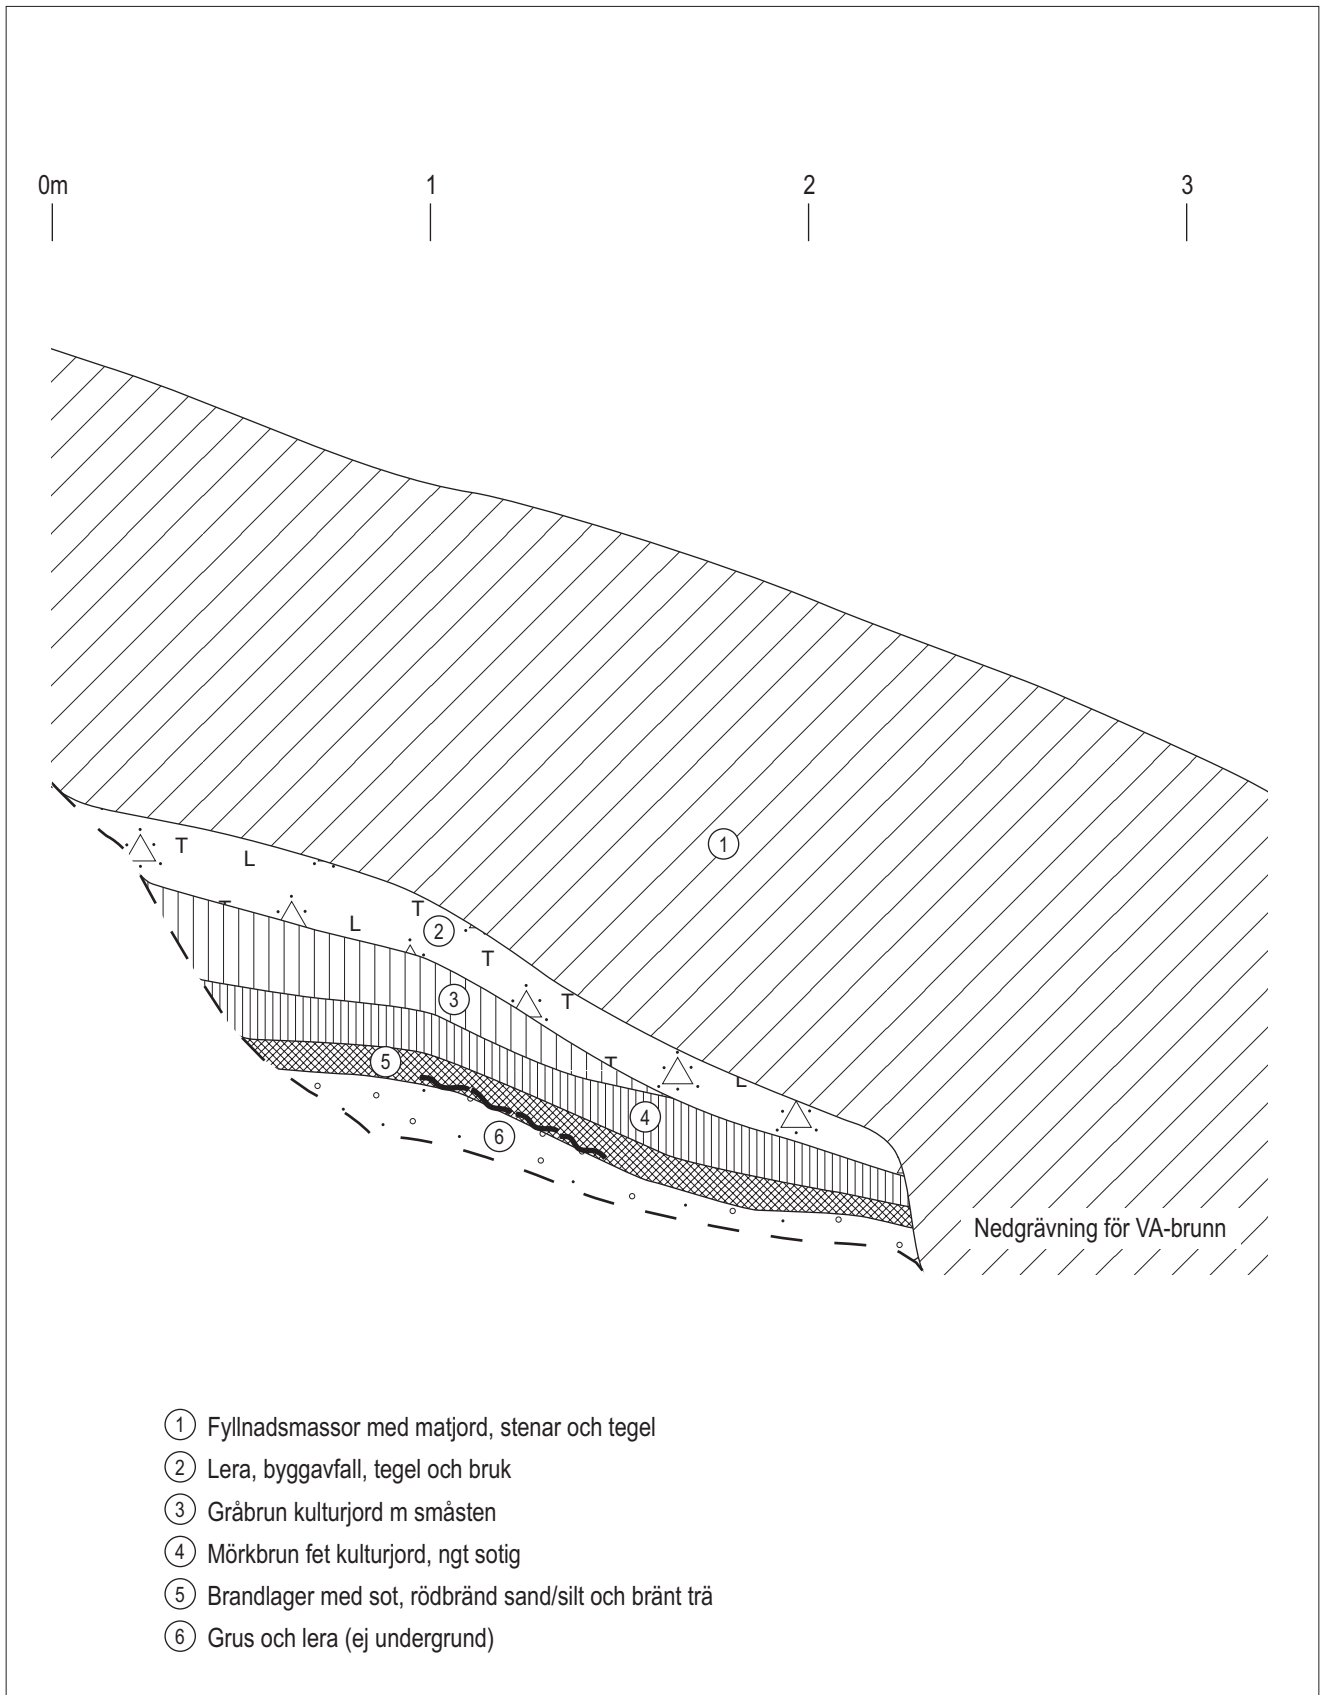 0m 1 2 3
1
T
L
T
L
T
2
T
3
T
T
L
5
4
6
Nedgrävning för VA-brunn
1 Fyllnadsmassor med matjord, stenar och tegel
2 Lera, byggavfall, tegel och bruk
3 Gråbrun kulturjord m småsten
4 Mörkbrun fet kulturjord, ngt sotig
5 Brandlager med sot, rödbränd sand/silt och bränt trä
6 Grus och lera (ej undergrund)